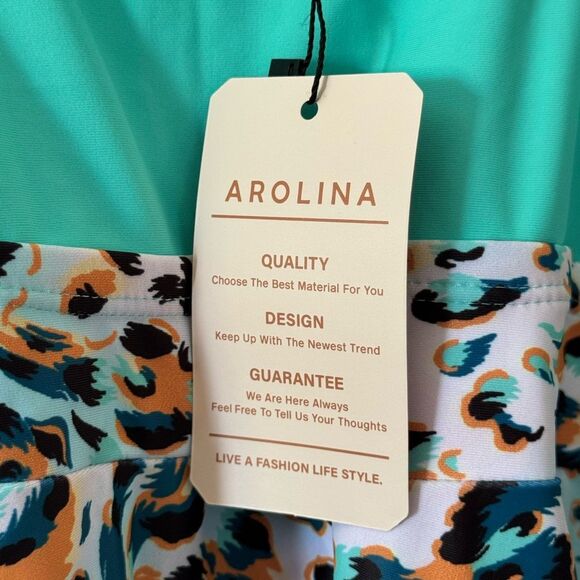 AROLINA
QUALITY
Choose The Best Material For You
DESIGN
Keep Up With The Newest Trend
GUARANTEE
We Are Here Always
Feel Free To Tell Us Your Thoughts
LIVE A FASHION LIFE STYLE.